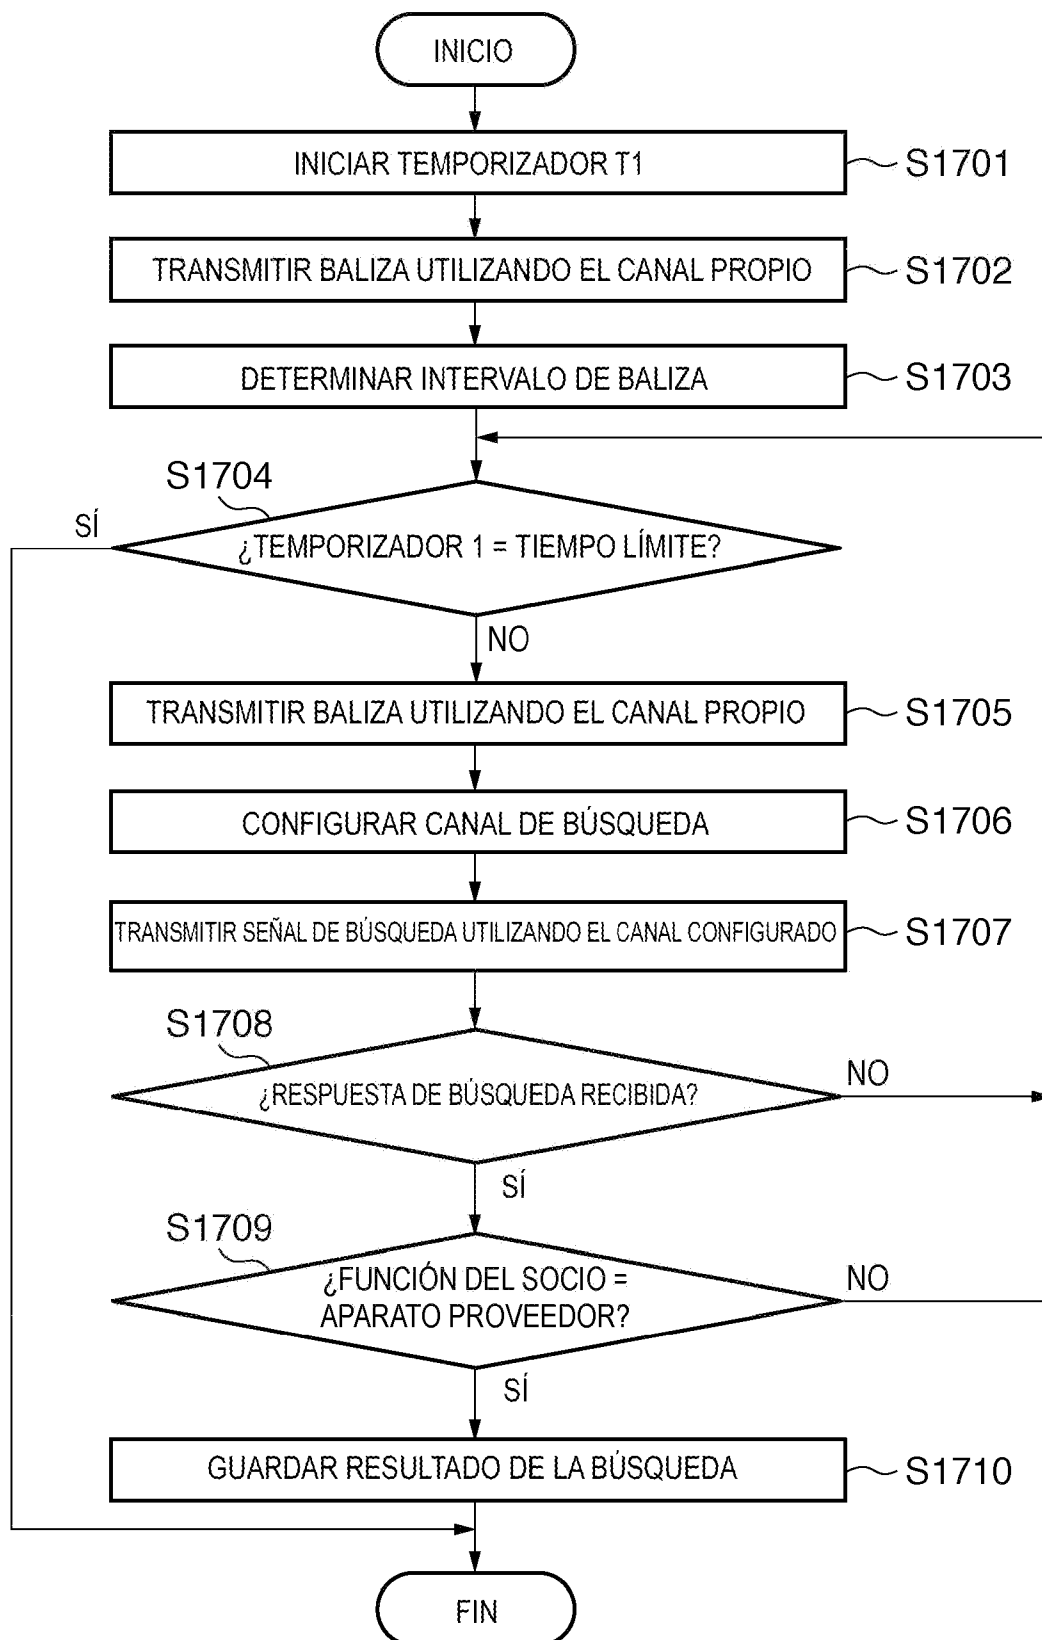 INICIO
INICIAR TEMPORIZADOR T1
S1701
TRANSMITIR BALIZA UTILIZANDO EL CANAL PROPIO
S1702
DETERMINAR INTERVALO DE BALIZA
S1703
S1704
SÍ
¿TEMPORIZADOR 1 = TIEMPO LÍMITE?
NO
TRANSMITIR BALIZA UTILIZANDO EL CANAL PROPIO
S1705
CONFIGURAR CANAL DE BÚSQUEDA
S1706
TRANSMITIR SEÑAL DE BÚSQUEDA UTILIZANDO EL CANAL CONFIGURADO
S1707
S1708
¿RESPUESTA DE BÚSQUEDA RECIBIDA?
NO
SÍ
S1709
¿FUNCIÓN DEL SOCIO =
APARATO PROVEEDOR?
NO
SÍ
GUARDAR RESULTADO DE LA BÚSQUEDA
S1710
FIN